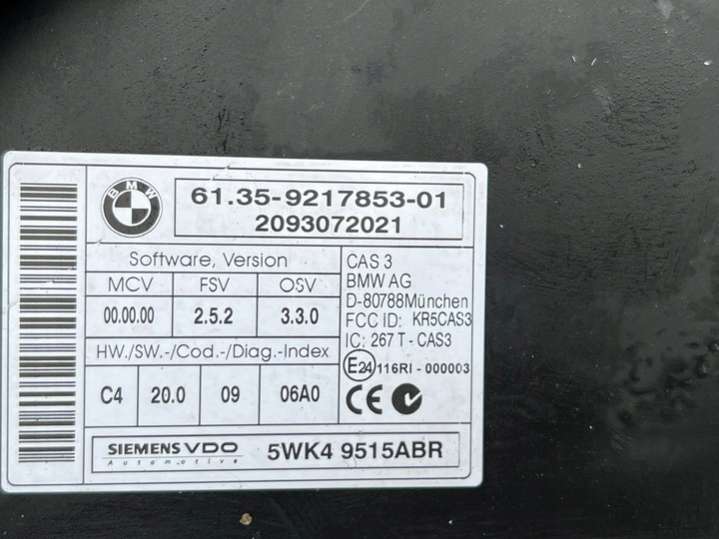 BMW
61.35-9217853-01
2093072021
Software, Version
MCV FSV OSV
00.00.00 2.5.2 3.3.0
HW./SW.-/Cod.-/Diag.-Index
C4 20.0 09 06A0
CAS 3
BMW AG
D-80788München
FCC ID: KR5CAS3
IC: 267 T - CAS3
E24 116RI - 000003
CE
SIEMENS VDO
Automotive
5WK4 9515ABR